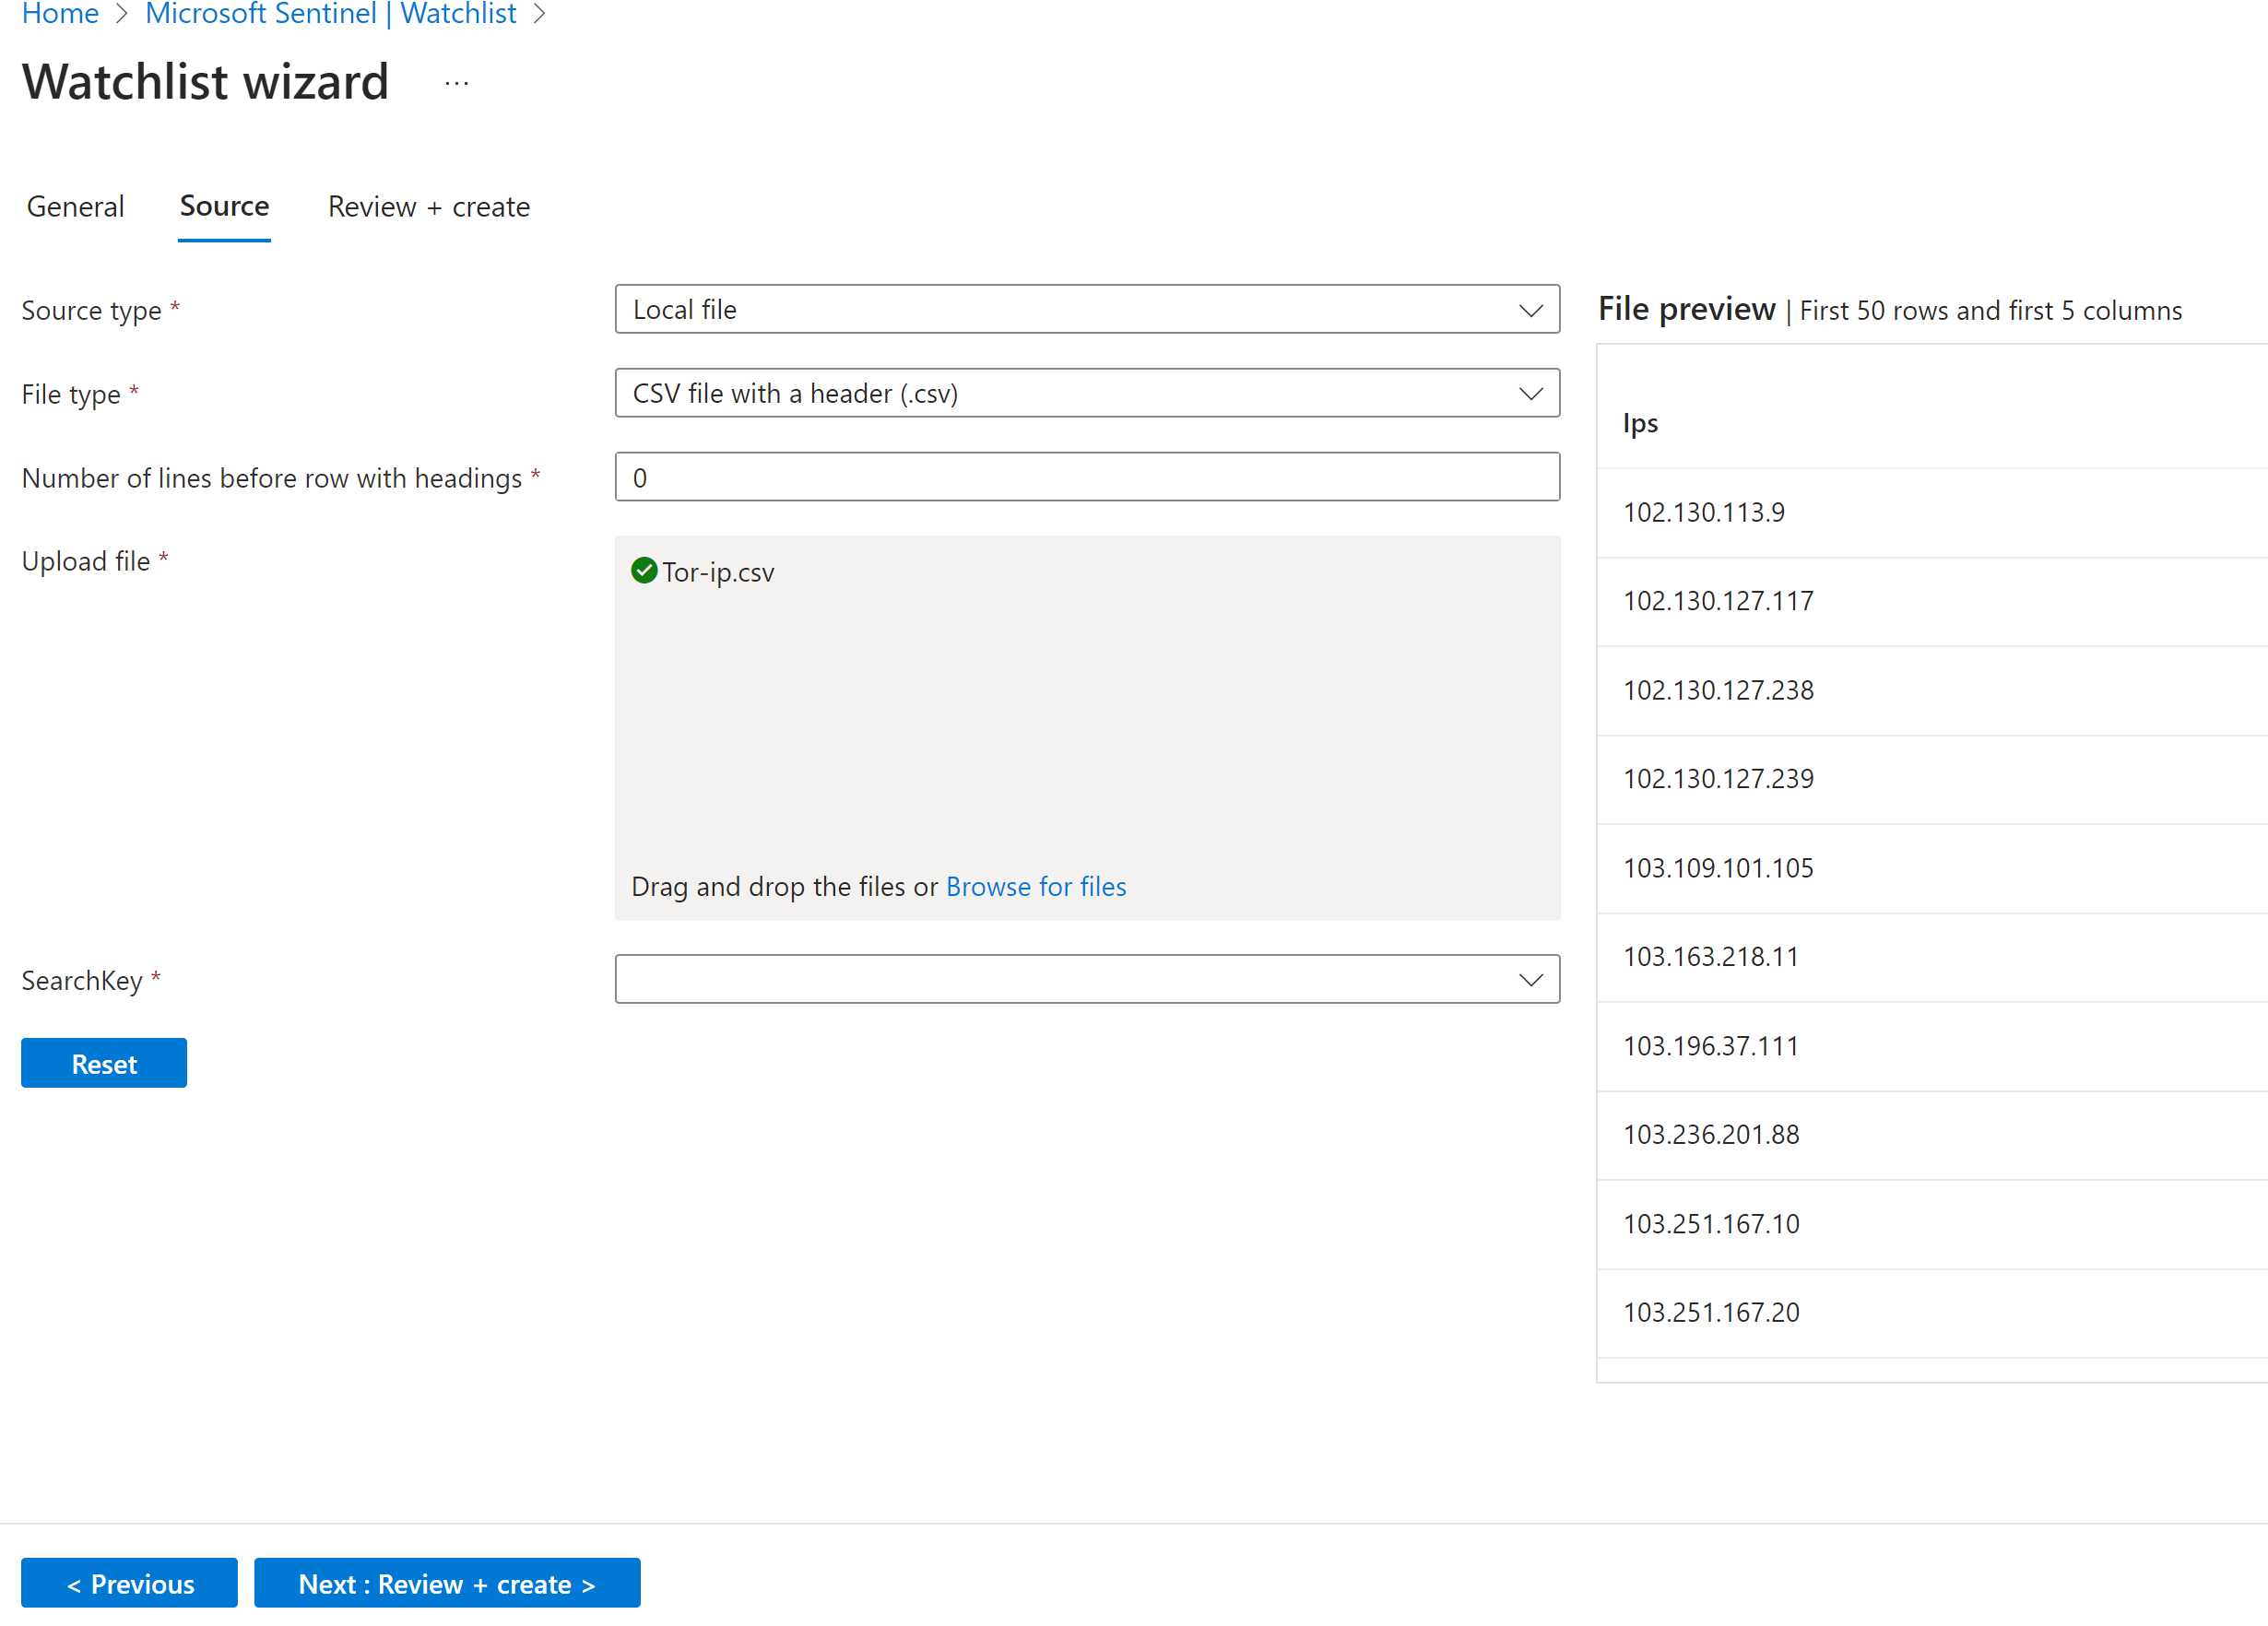 Home > Microsoft Sentinel | Watchlist >
Watchlist wizard ...
General Source Review + create
Source type *
Local file
File type *
CSV file with a header (.csv)
Number of lines before row with headings *
0
Upload file *
Tor-ip.csv
Drag and drop the files or Browse for files
SearchKey *
Reset
File preview | First 50 rows and first 5 columns
Ips
102.130.113.9
102.130.127.117
102.130.127.238
102.130.127.239
103.109.101.105
103.163.218.11
103.196.37.111
103.236.201.88
103.251.167.10
103.251.167.20
< Previous
Next : Review + create >